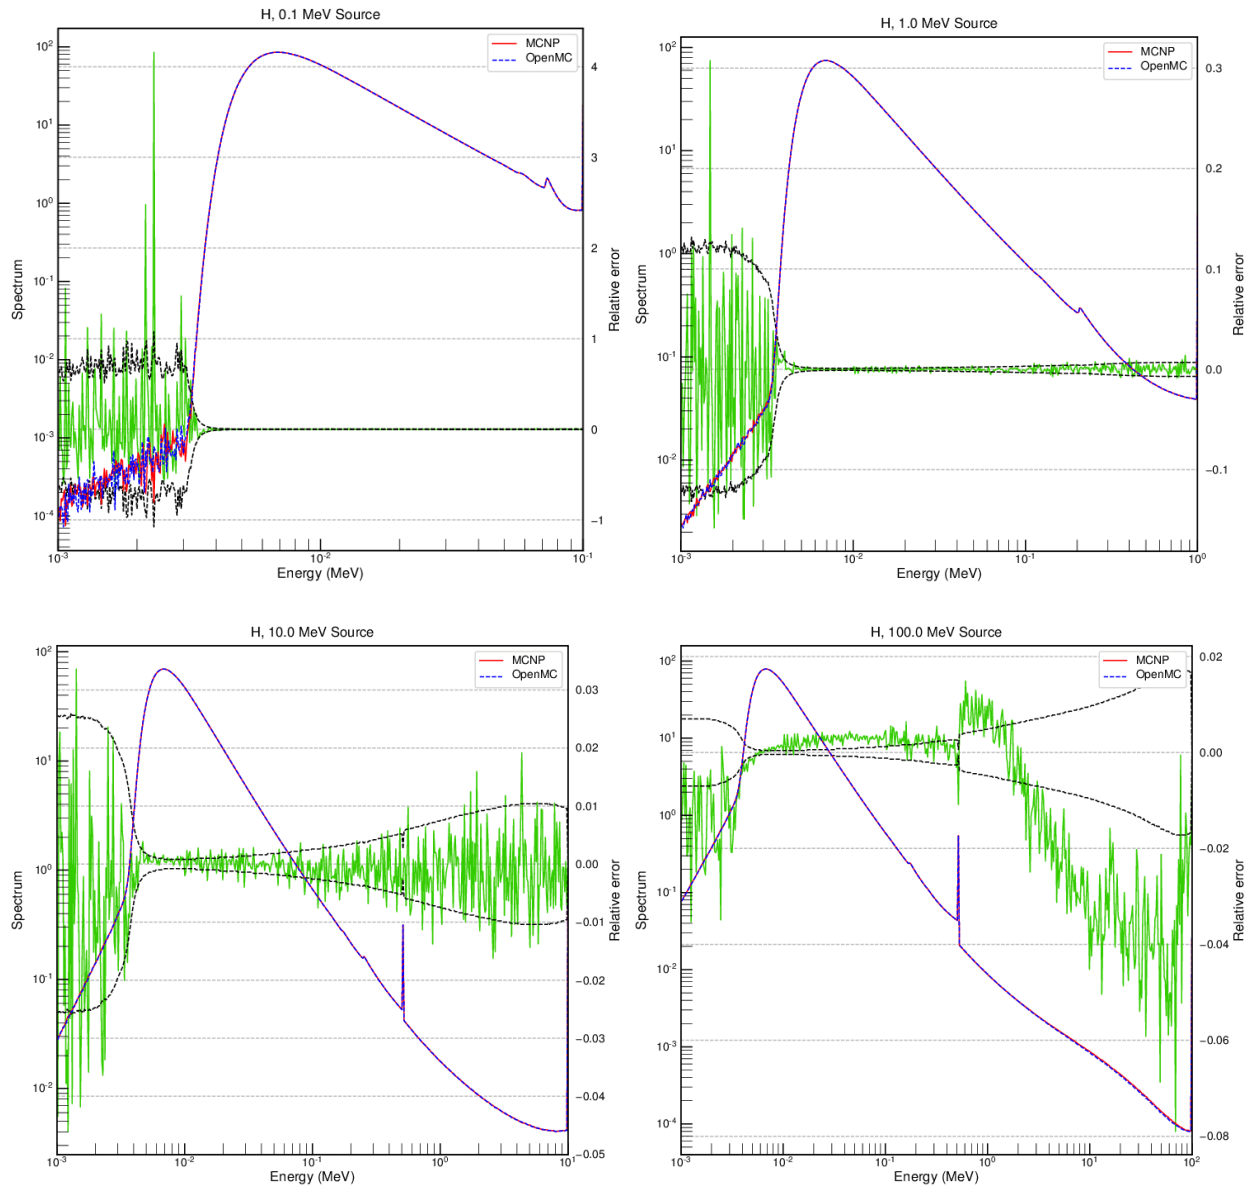 H, 0.1 MeV Source
MCNP
OpenMC
Spectrum
Relative error
Energy (MeV)
10² 10¹ 10⁰ 10⁻¹ 10⁻² 10⁻³ 10⁻⁴
4 3 2 1 0 −1
10⁻³ 10⁻² 10⁻¹
H, 1.0 MeV Source
MCNP
OpenMC
Spectrum
Relative error
Energy (MeV)
10² 10¹ 10⁰ 10⁻¹ 10⁻²
0.3 0.2 0.1 0.0 −0.1
10⁻³ 10⁻² 10⁻¹ 10⁰
H, 10.0 MeV Source
MCNP
OpenMC
Spectrum
Relative error
Energy (MeV)
10² 10¹ 10⁰ 10⁻¹ 10⁻²
0.03 0.02 0.01 0.00 −0.01 −0.02 −0.03 −0.04 −0.05
10⁻³ 10⁻² 10⁻¹ 10⁰ 10¹
H, 100.0 MeV Source
MCNP
OpenMC
Spectrum
Relative error
Energy (MeV)
10² 10¹ 10⁰ 10⁻¹ 10⁻² 10⁻³ 10⁻⁴
0.02 0.00 −0.02 −0.04 −0.06 −0.08
10⁻³ 10⁻² 10⁻¹ 10⁰ 10¹ 10²